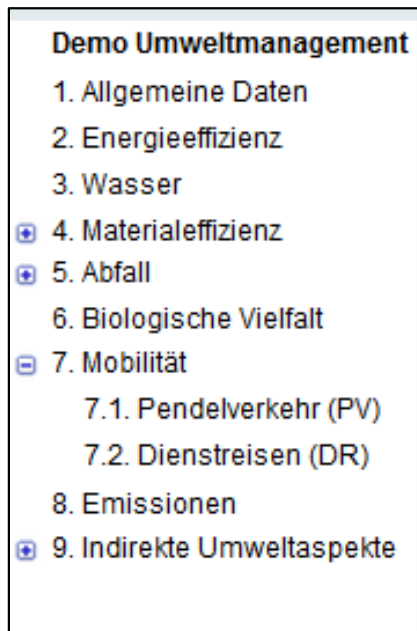 Demo Umweltmanagement
1. Allgemeine Daten
2. Energieeffizienz
3. Wasser
4. Materialeffizienz
5. Abfall
6. Biologische Vielfalt
7. Mobilität
7.1. Pendelverkehr (PV)
7.2. Dienstreisen (DR)
8. Emissionen
9. Indirekte Umweltaspekte